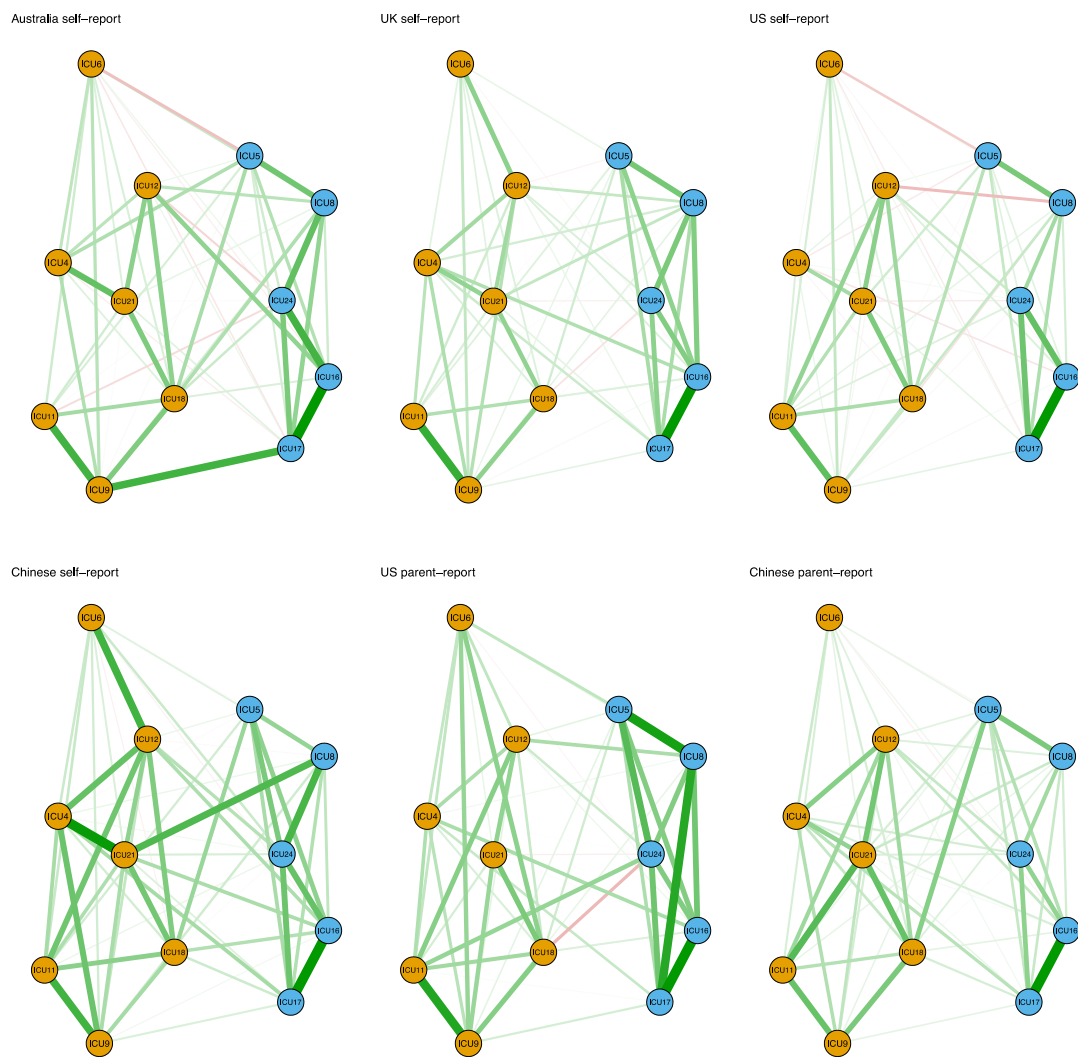 Australia self−report
UK self−report
US self−report
ICU6
ICU6
ICU6
ICU5
ICU5
ICU5
ICU12
ICU12
ICU12
ICU8
ICU8
ICU8
ICU4
ICU4
ICU4
ICU21
ICU21
ICU21
ICU24
ICU24
ICU24
ICU16
ICU16
ICU16
ICU18
ICU18
ICU18
ICU11
ICU11
ICU11
ICU17
ICU17
ICU17
ICU9
ICU9
ICU9
Chinese self−report
US parent−report
Chinese parent−report
ICU6
ICU6
ICU6
ICU5
ICU5
ICU5
ICU12
ICU12
ICU12
ICU8
ICU8
ICU8
ICU4
ICU4
ICU4
ICU21
ICU21
ICU21
ICU24
ICU24
ICU24
ICU16
ICU16
ICU16
ICU18
ICU18
ICU18
ICU11
ICU11
ICU11
ICU17
ICU17
ICU17
ICU9
ICU9
ICU9